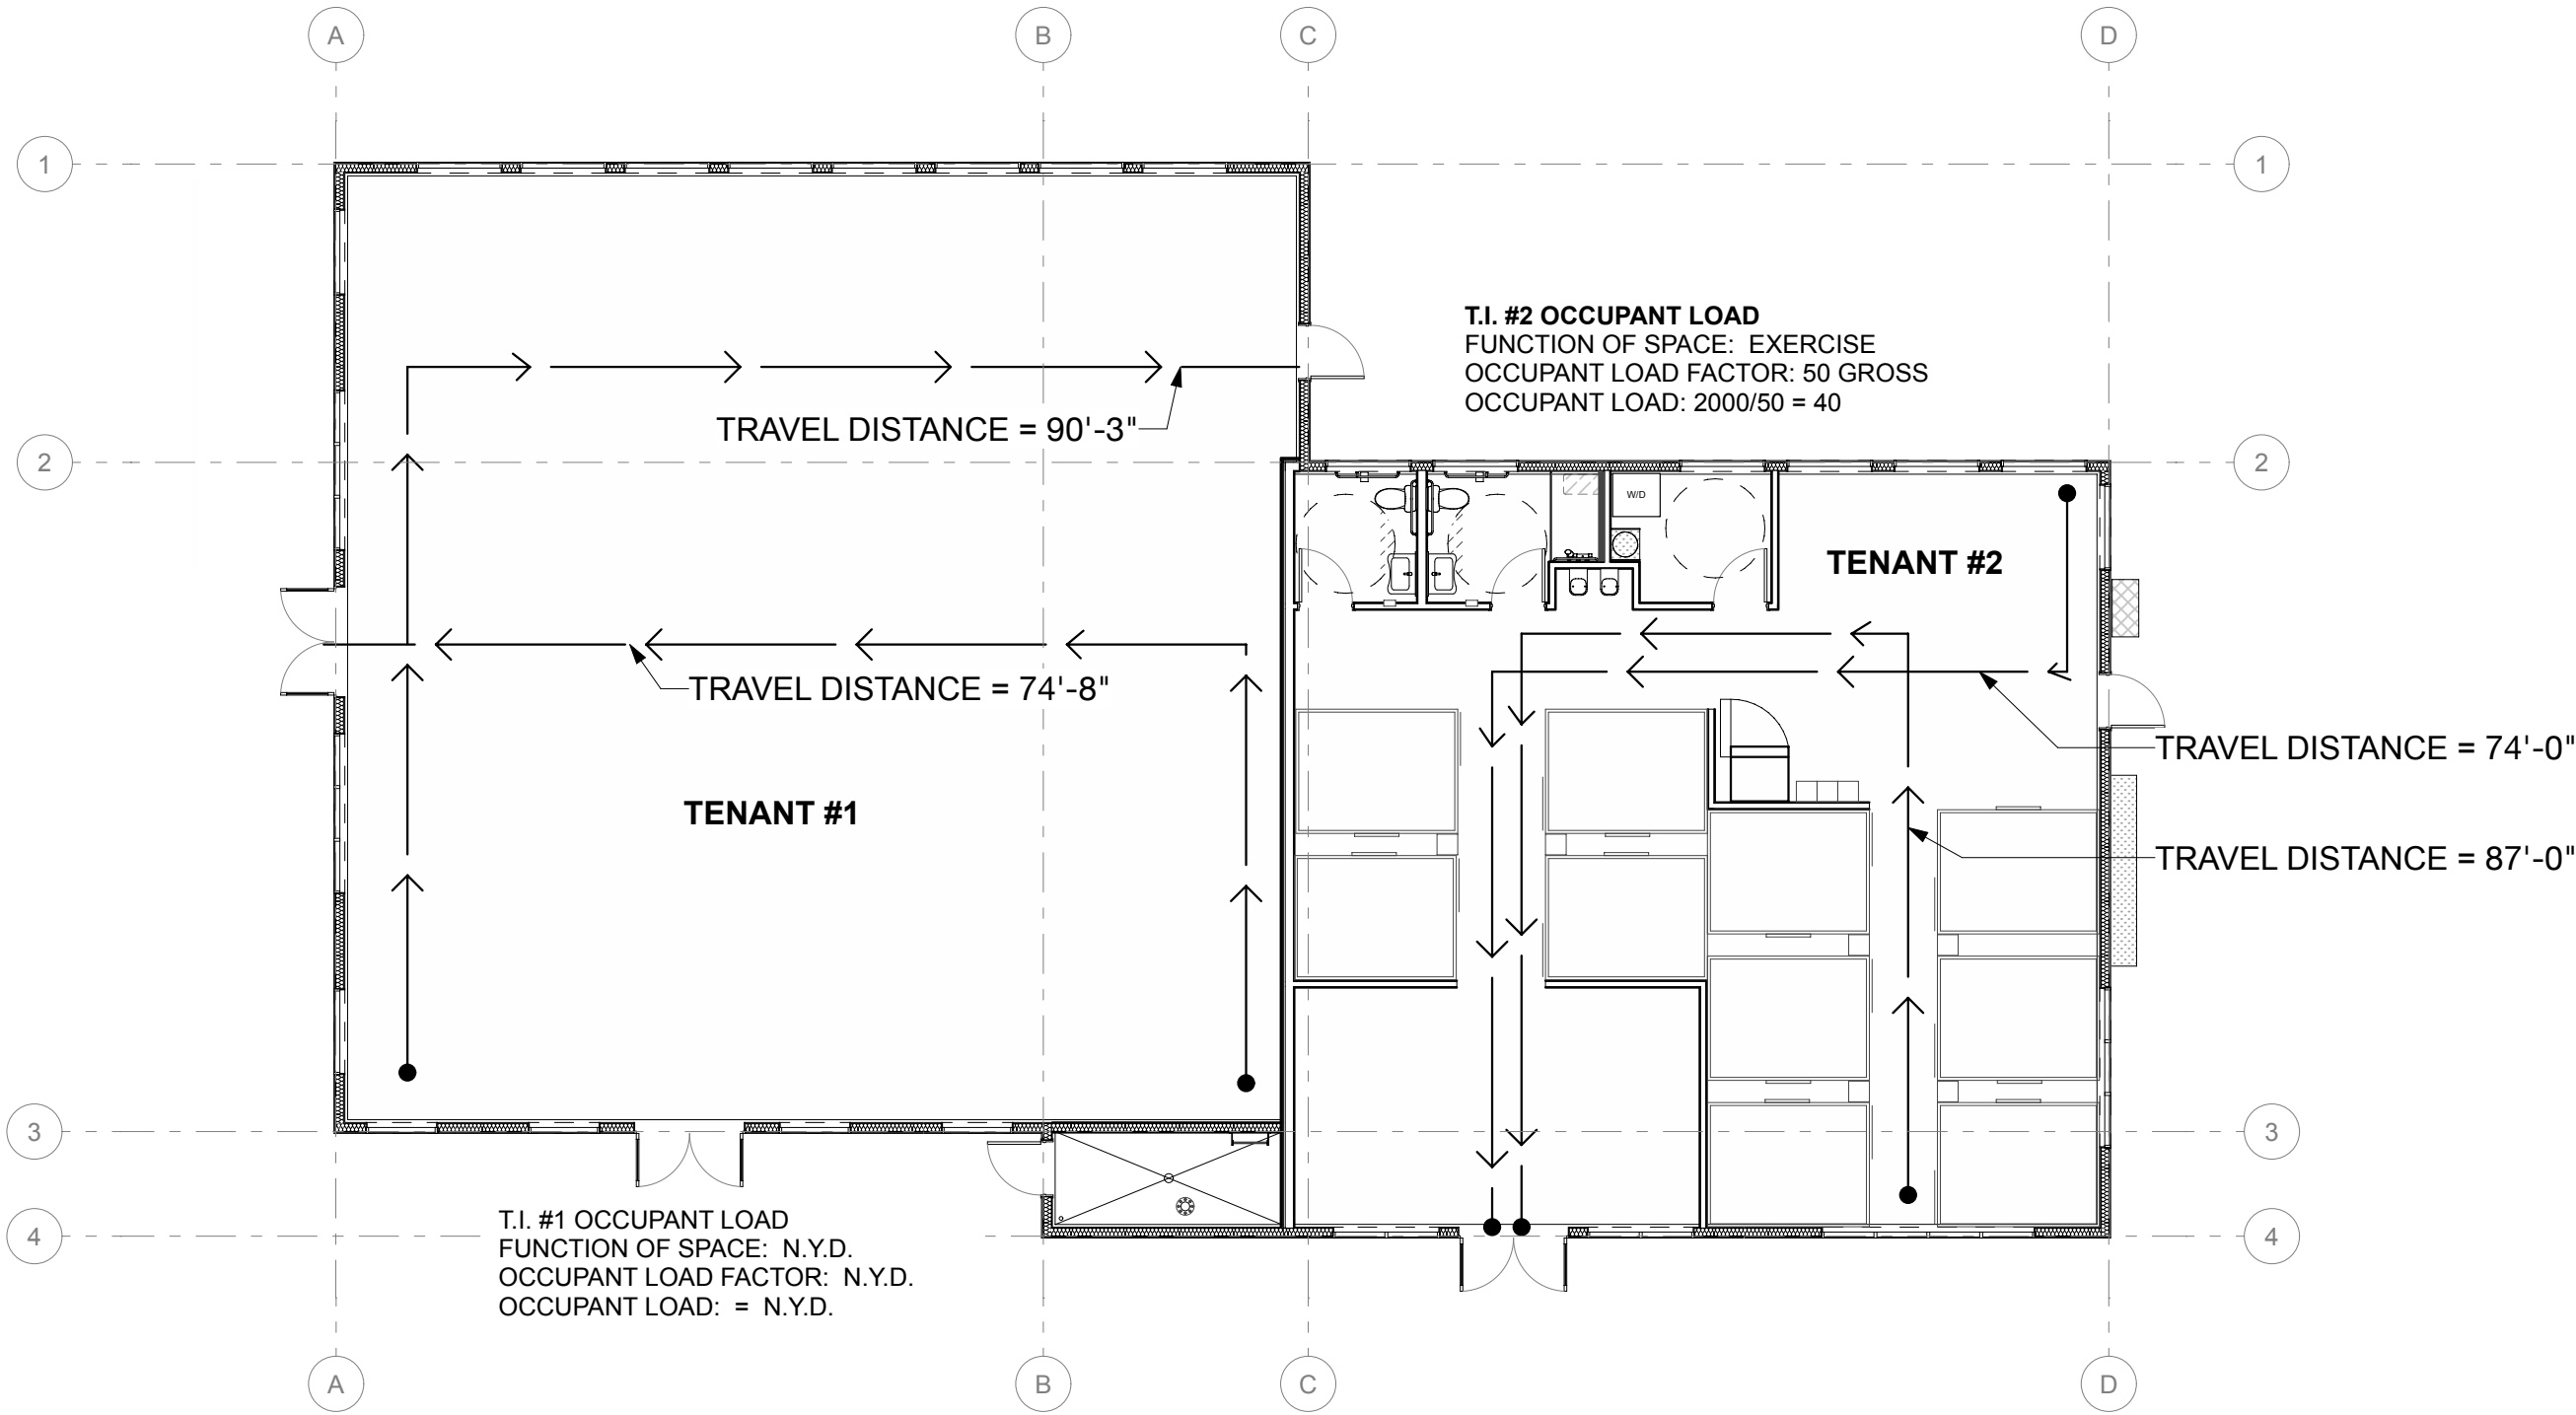 A
B
C
D
1
1
T.I. #2 OCCUPANT LOAD
FUNCTION OF SPACE: EXERCISE
OCCUPANT LOAD FACTOR: 50 GROSS
OCCUPANT LOAD: 2000/50 = 40
TRAVEL DISTANCE = 90'-3"
2
2
W/D
TENANT #2
TRAVEL DISTANCE = 74'-8"
TRAVEL DISTANCE = 74'-0"
TENANT #1
TRAVEL DISTANCE = 87'-0"
3
3
T.I. #1 OCCUPANT LOAD
FUNCTION OF SPACE: N.Y.D.
OCCUPANT LOAD FACTOR: N.Y.D.
OCCUPANT LOAD: = N.Y.D.
4
4
A
B
C
D